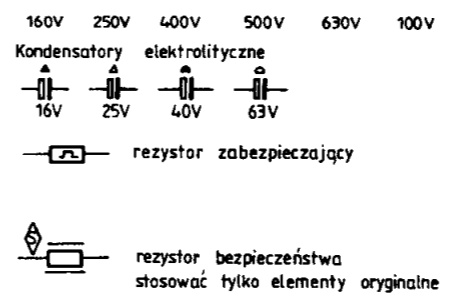 160V 250V 400V 500V 630V 100V
Kondensatory elektrolityczne
16V 25V 40V 63V
rezystor zabezpieczający
S
rezystor bezpieczeństwa
stosować tylko elementy oryginalne